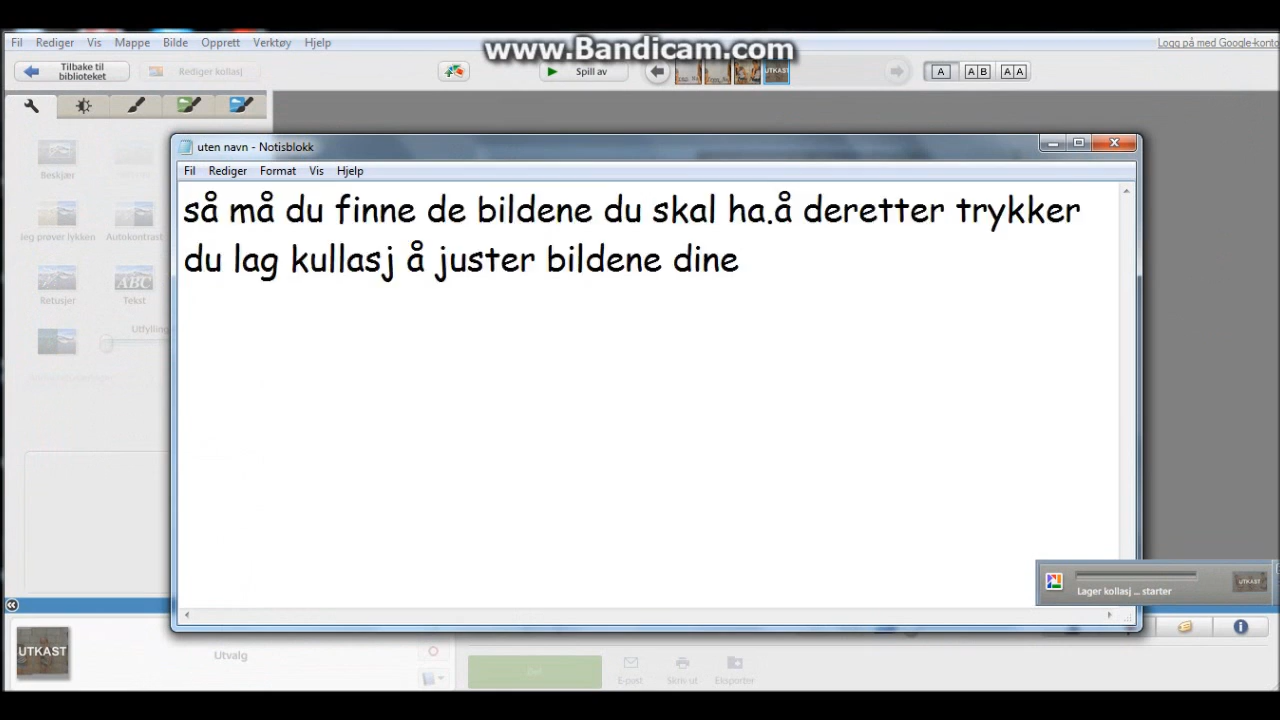 www.Bandicam.com
Fil Rediger Vis Mappe Bilde Opprett Verktøy Hjelp
Logg på med Google-konto
Tilbake til
biblioteket
Rediger kollasj
Spill av
UTKAST
A AB AA
uten navn - Notisblokk
Fil Rediger Format Vis Hjelp
så må du finne de bildene du skal ha.å deretter trykker
du lag kullasj å juster bildene dine
Beskjær
Jeg prøver lykken
Autokontrast
Retusjer
ABC
Tekst
Utfylling
Lager kollasj ... starter
UTKAST
UTKAST
Utvalg
E-post
Skriv ut
Eksporter